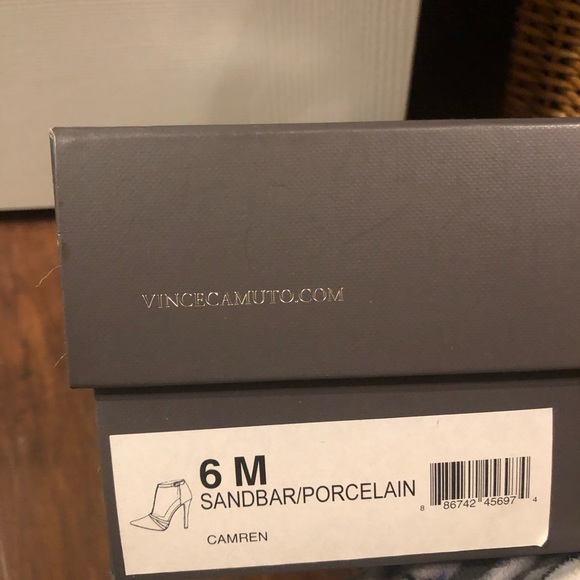 VINCECAMUTO.COM
6 M
SANDBAR/PORCELAIN
CAMREN
8 86742 45697 4